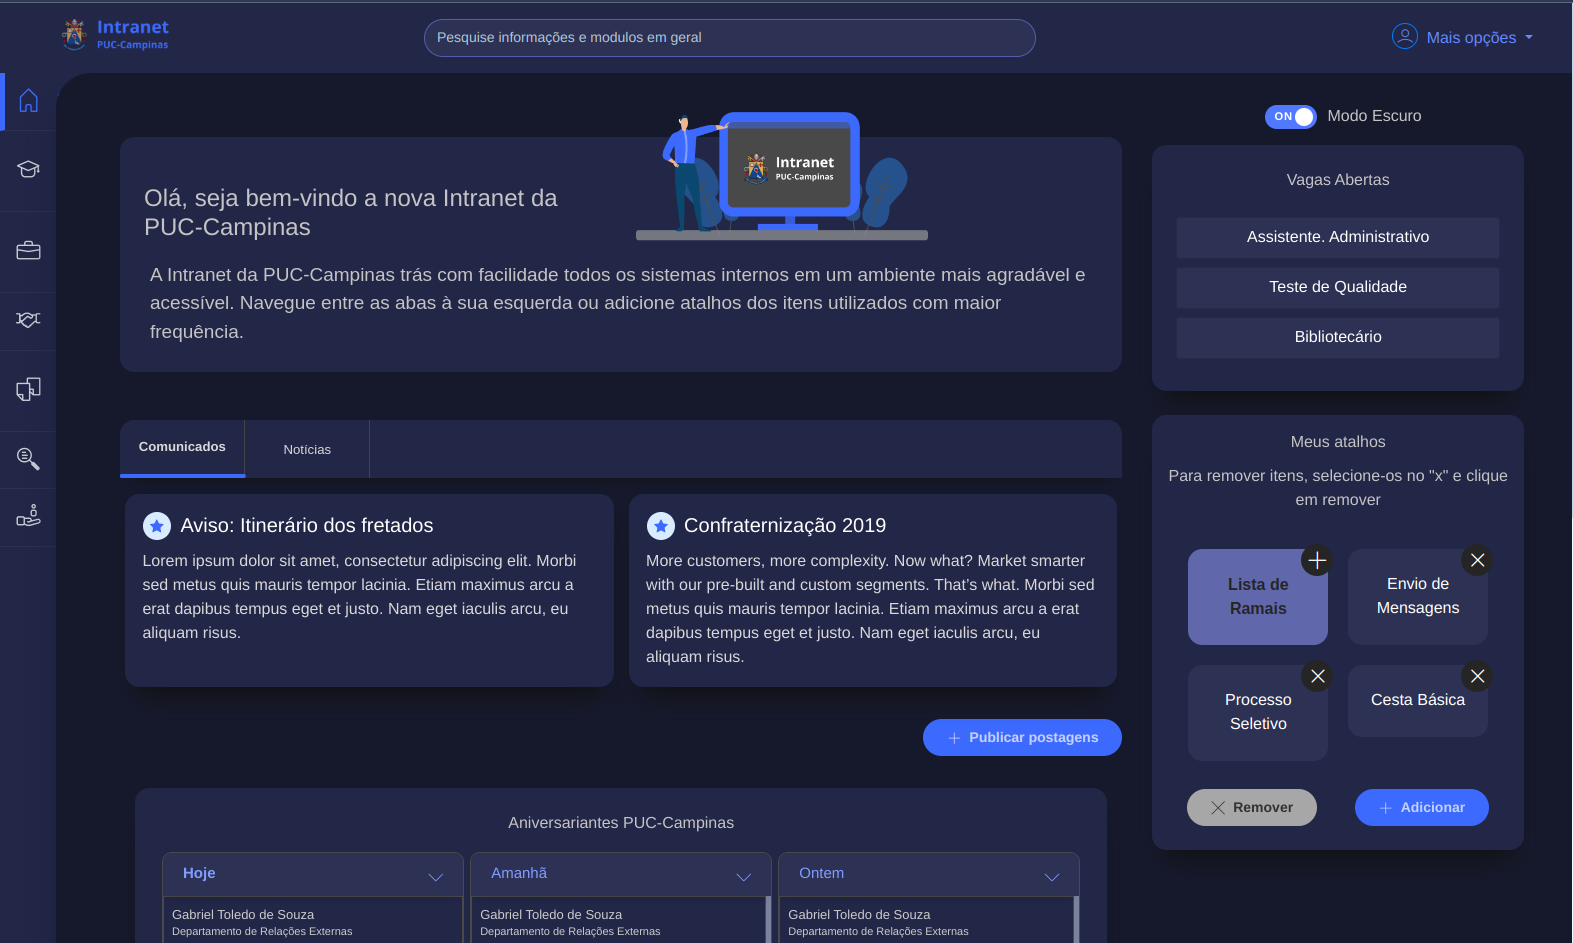 Intranet
PUC-Campinas
Pesquise informações e modulos em geral
Mais opções
ON
Modo Escuro
Intranet
PUC-Campinas
Olá, seja bem-vindo a nova Intranet da
PUC-Campinas
A Intranet da PUC-Campinas trás com facilidade todos os sistemas internos em um ambiente mais agradável e
acessível. Navegue entre as abas à sua esquerda ou adicione atalhos dos itens utilizados com maior
frequência.
Vagas Abertas
Assistente. Administrativo
Teste de Qualidade
Bibliotecário
Comunicados
Notícias
Aviso: Itinerário dos fretados
Lorem ipsum dolor sit amet, consectetur adipiscing elit. Morbi
sed metus quis mauris tempor lacinia. Etiam maximus arcu a
erat dapibus tempus eget et justo. Nam eget iaculis arcu, eu
aliquam risus.
Confraternização 2019
More customers, more complexity. Now what? Market smarter
with our pre-built and custom segments. That’s what. Morbi sed
metus quis mauris tempor lacinia. Etiam maximus arcu a erat
dapibus tempus eget et justo. Nam eget iaculis arcu, eu
aliquam risus.
Publicar postagens
Meus atalhos
Para remover itens, selecione-os no "x" e clique
em remover
Lista de
Ramais
Envio de
Mensagens
Processo
Seletivo
Cesta Básica
Remover
Adicionar
Aniversariantes PUC-Campinas
Hoje
Amanhã
Ontem
Gabriel Toledo de Souza
Departamento de Relações Externas
Gabriel Toledo de Souza
Departamento de Relações Externas
Gabriel Toledo de Souza
Departamento de Relações Externas